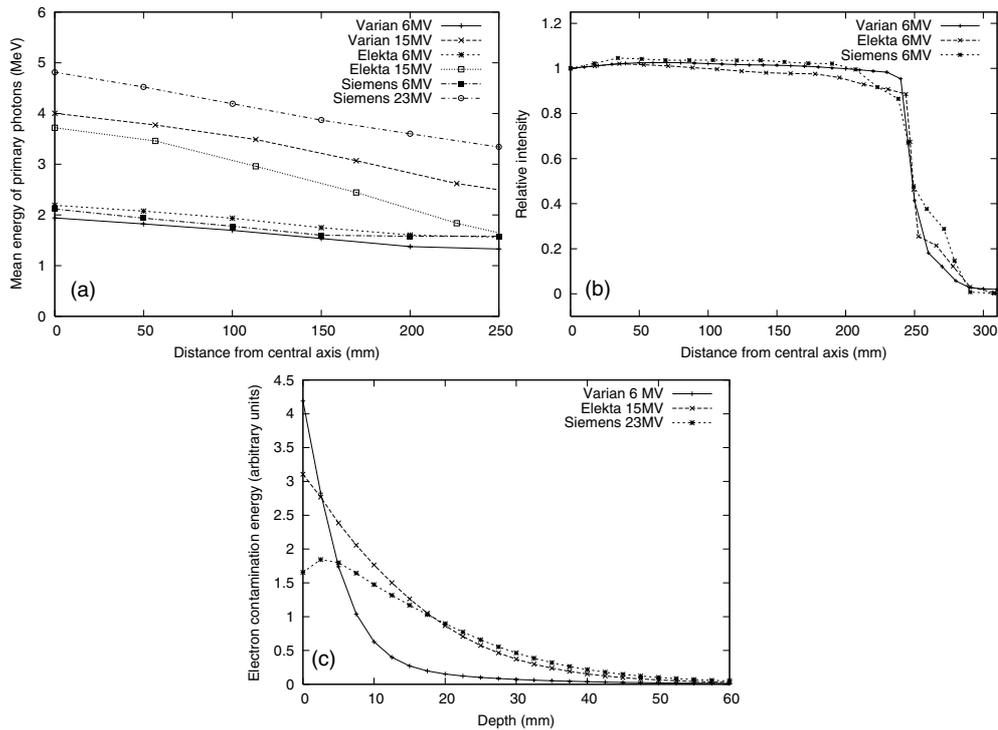 6
5
4
3
2
1
0
0 50 100 150 200 250
Mean energy of primary photons (MeV)
Distance from central axis (mm)
Varian 6MV
Varian 15MV
Elekta 6MV
Elekta 15MV
Siemens 6MV
Siemens 23MV
(a)
1.2
1
0.8
0.6
0.4
0.2
0
0 50 100 150 200 250 300
Relative intensity
Distance from central axis (mm)
Varian 6MV
Elekta 6MV
Siemens 6MV
(b)
4.5
4
3.5
3
2.5
2
1.5
1
0.5
0
0 10 20 30 40 50 60
Electron contamination energy (arbitrary units)
Depth (mm)
Varian 6 MV
Elekta 15MV
Siemens 23MV
(c)